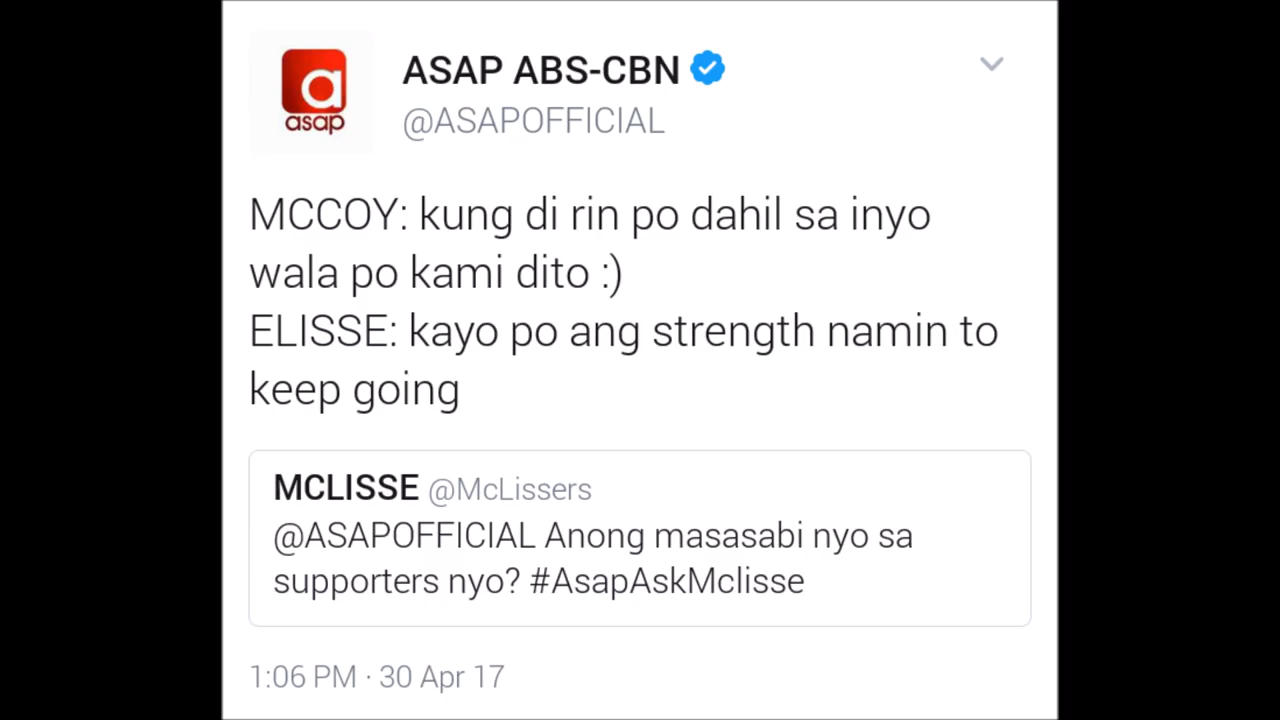 a
asap
ASAP ABS-CBN
@ASAPOFFICIAL
MCCOY: kung di rin po dahil sa inyo
wala po kami dito :)
ELISSE: kayo po ang strength namin to
keep going
MCLISSE @McLissers
@ASAPOFFICIAL Anong masasabi nyo sa
supporters nyo? #AsapAskMclisse
1:06 PM · 30 Apr 17